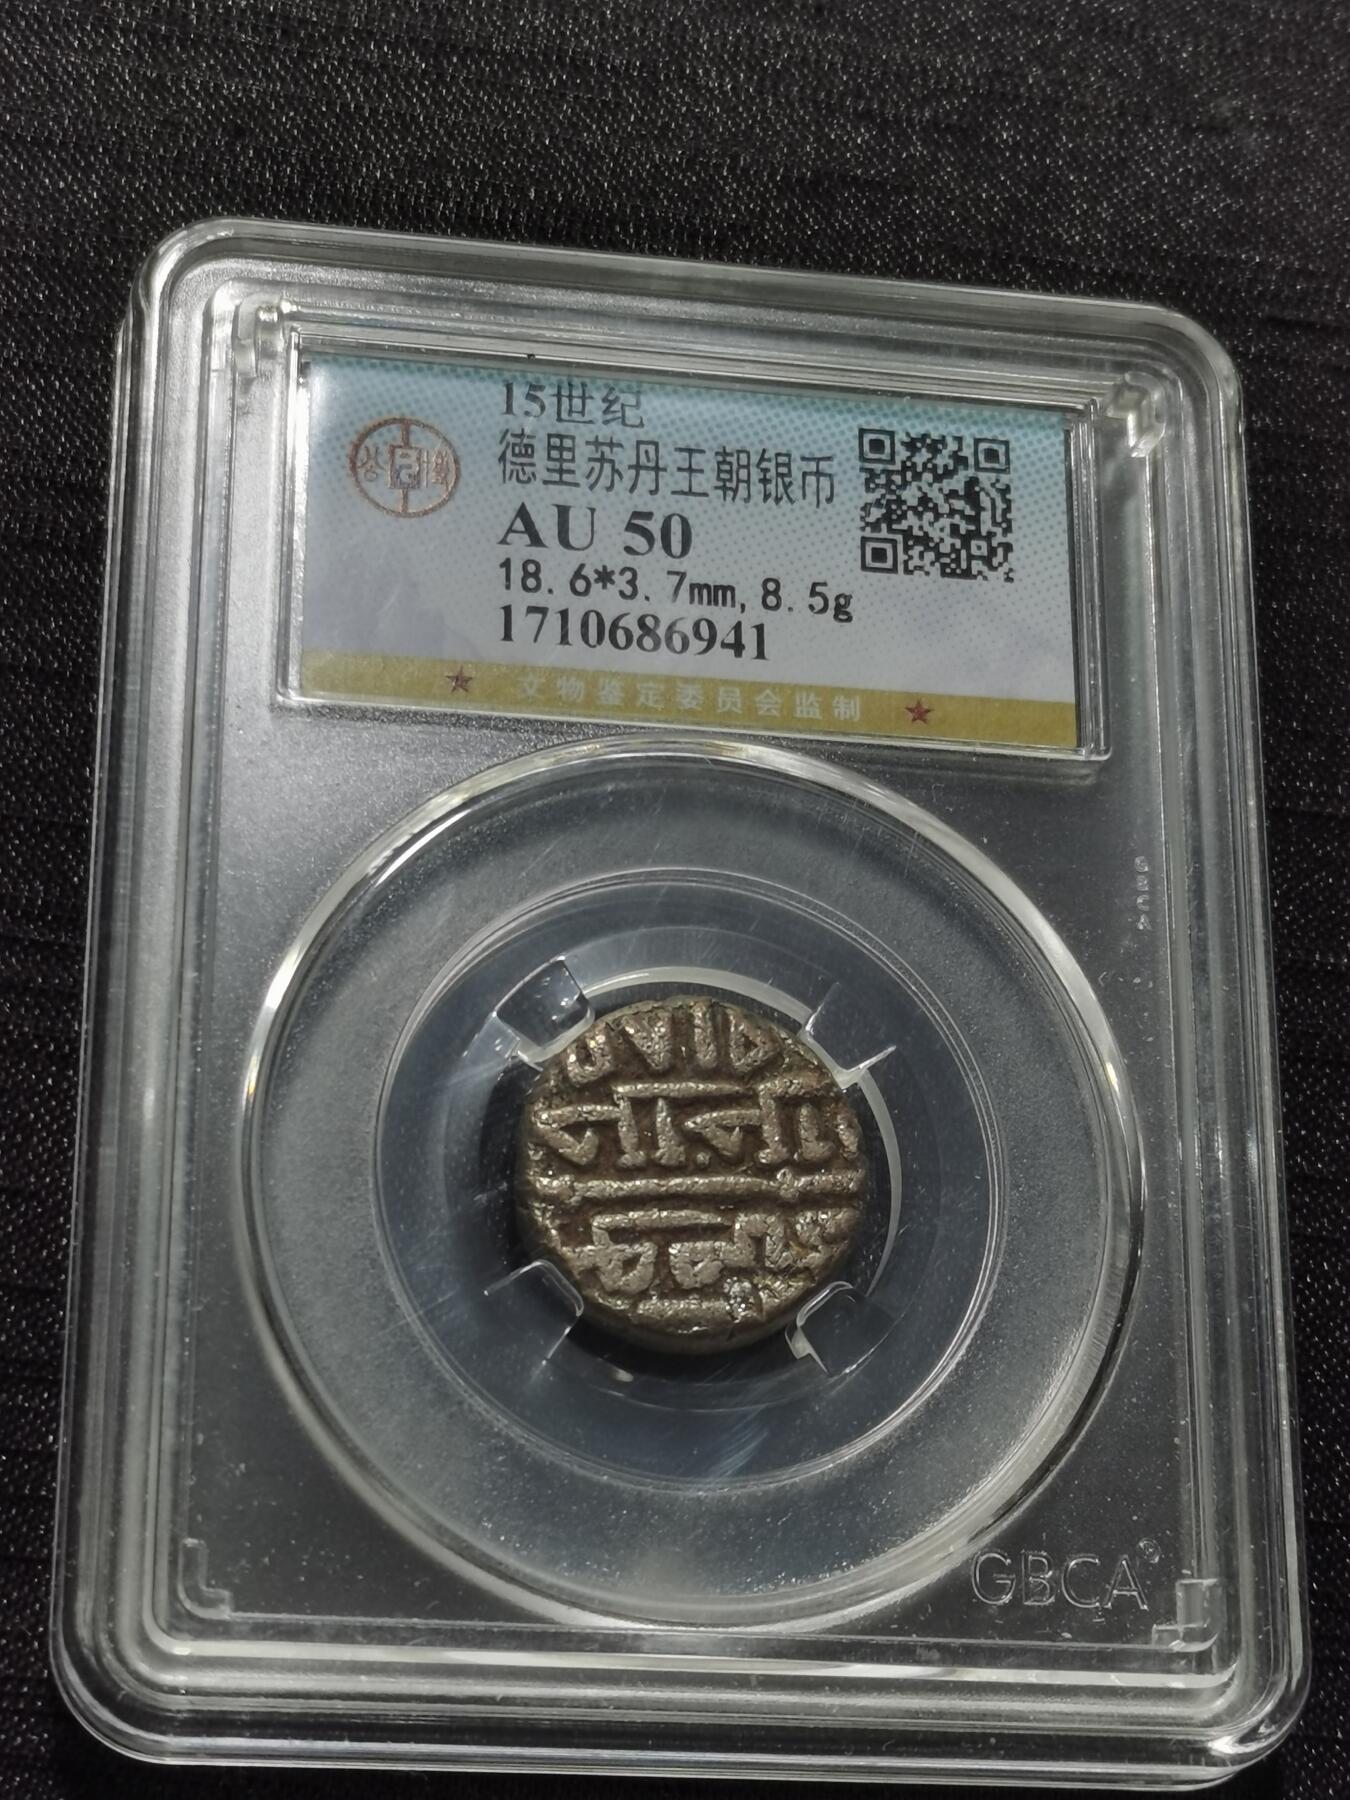 15世纪
德里苏丹王朝银币
AU 50
18.6*3.7mm, 8.5g
1710686941
★ 文物鉴定委员会监制 ★
GBCA
GBCA®